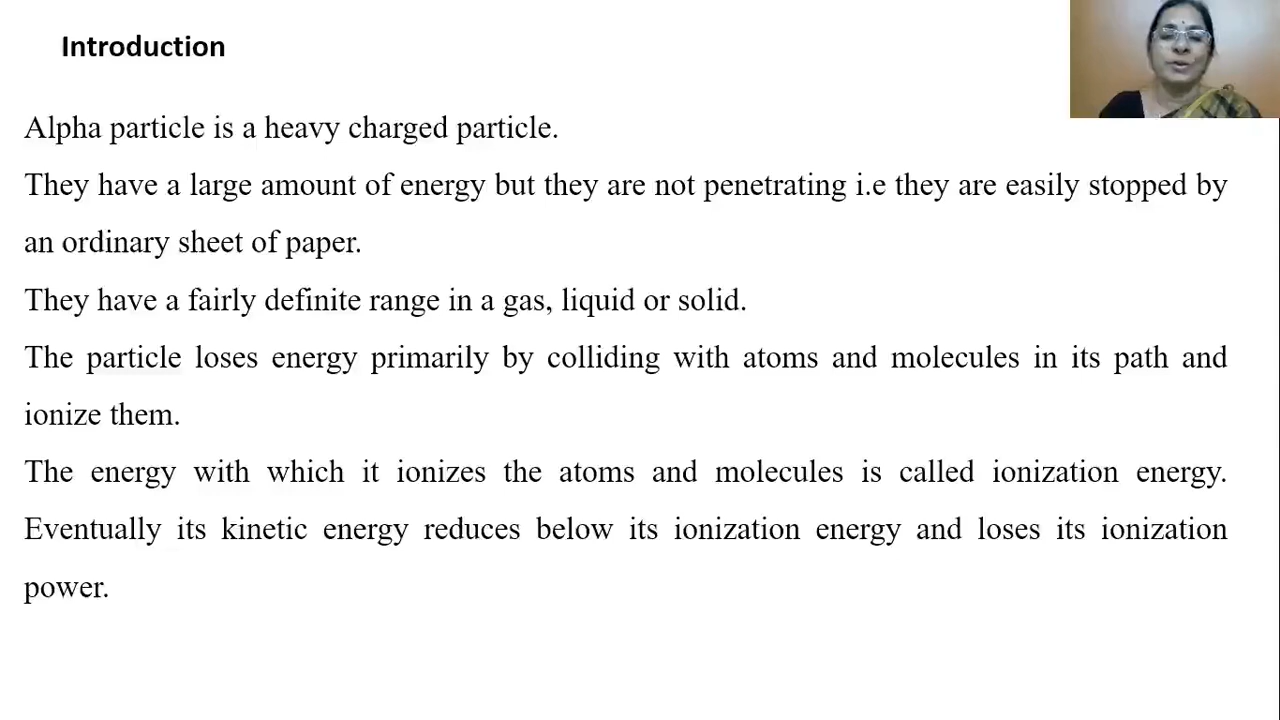 Introduction
Alpha particle is a heavy charged particle.
They have a large amount of energy but they are not penetrating i.e they are easily stopped by
an ordinary sheet of paper.
They have a fairly definite range in a gas, liquid or solid.
The particle loses energy primarily by colliding with atoms and molecules in its path and
ionize them.
The energy with which it ionizes the atoms and molecules is called ionization energy.
Eventually its kinetic energy reduces below its ionization energy and loses its ionization
power.